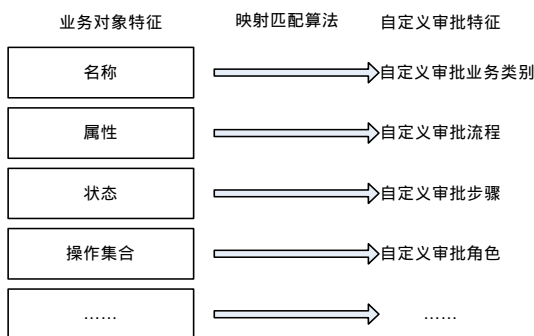 业务对象特征 映射匹配算法 自定义审批特征
名称 自定义审批业务类别
属性 自定义审批流程
状态 自定义审批步骤
操作集合 自定义审批角色
…… ……